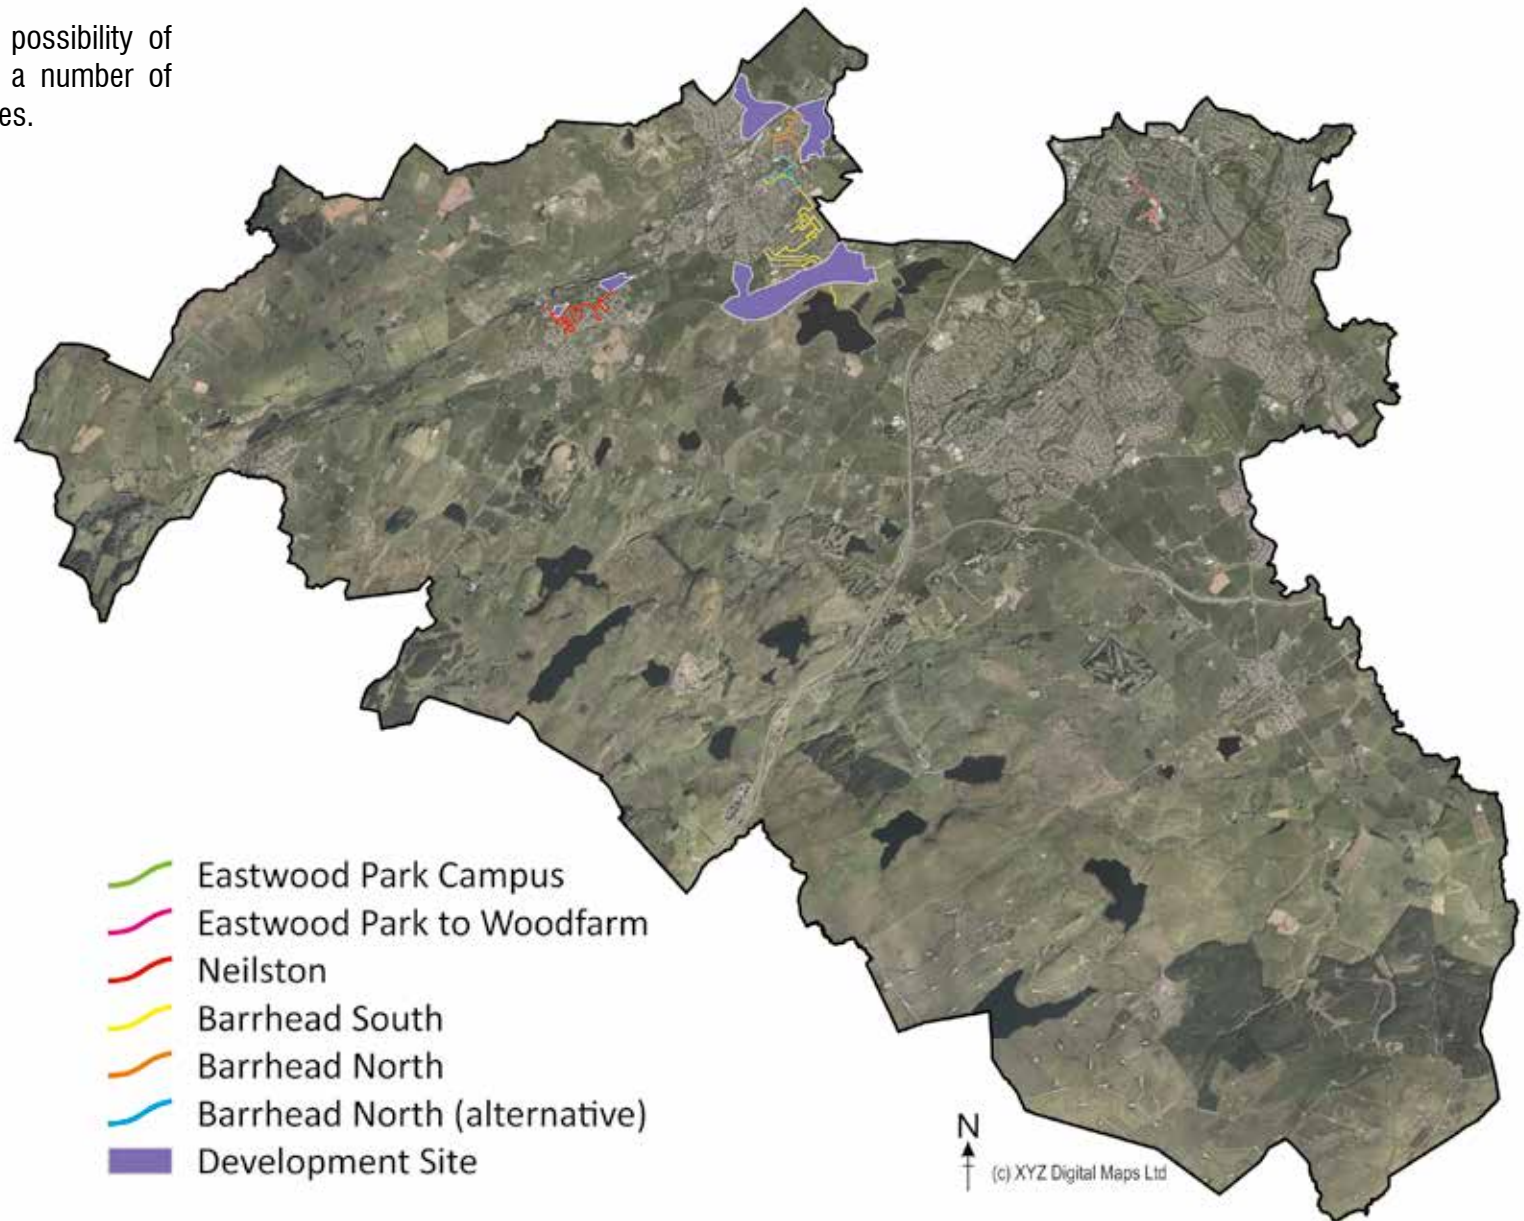 possibility of
a number of
es.
Eastwood Park Campus
Eastwood Park to Woodfarm
Neilston
Barrhead South
Barrhead North
Barrhead North (alternative)
Development Site
N
(c) XYZ Digital Maps Ltd